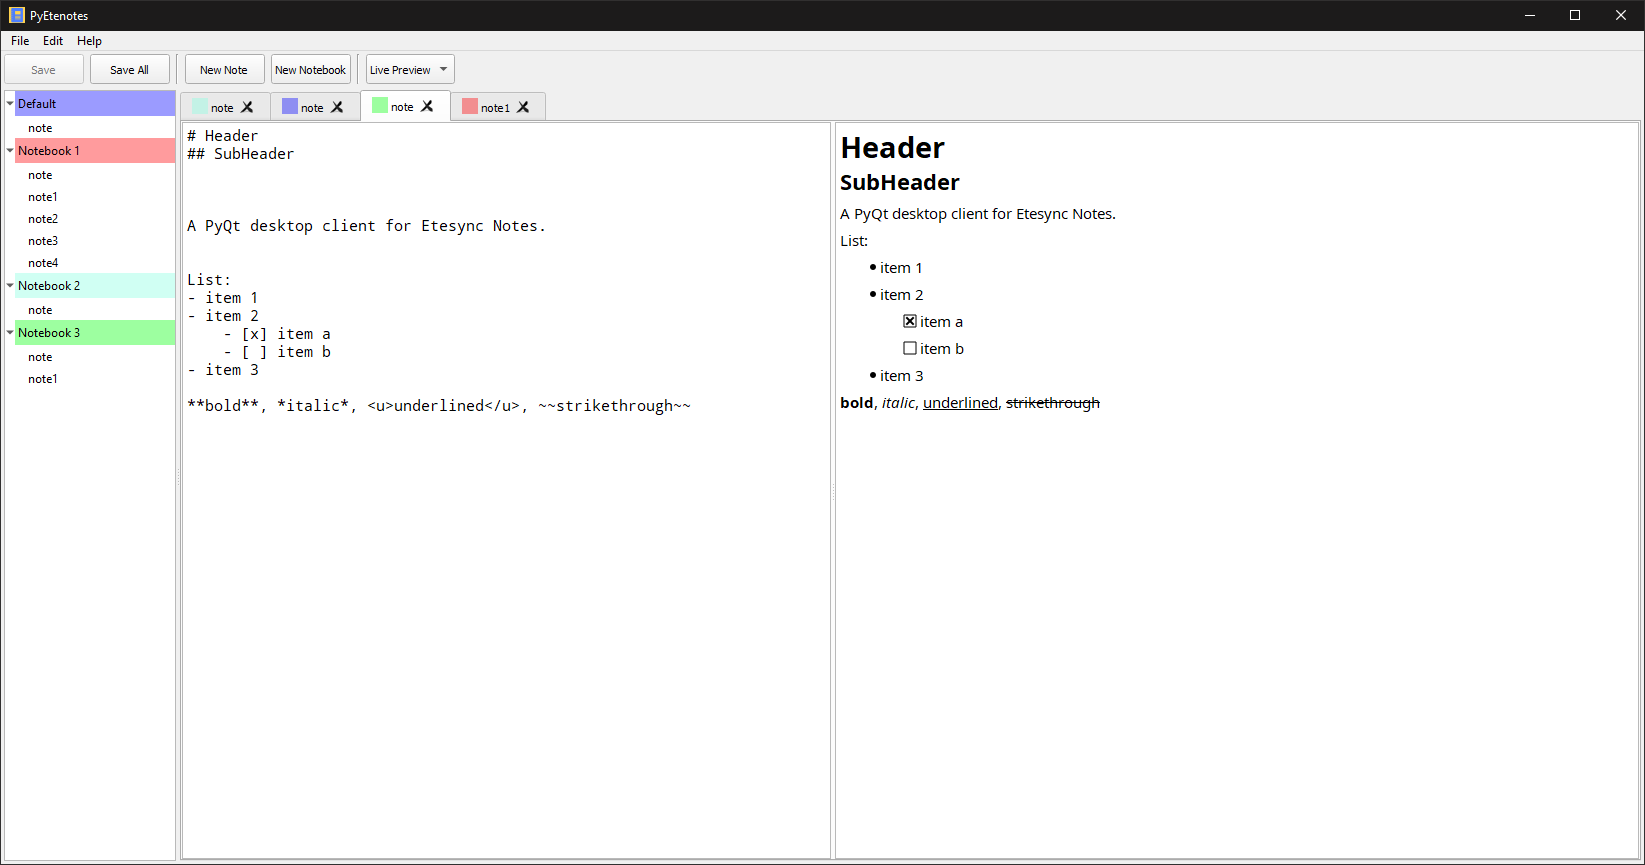 PyEtenotes
File Edit Help
Save Save All New Note New Notebook Live Preview
Default
note
Notebook 1
note
note1
note2
note3
note4
Notebook 2
note
Notebook 3
note
note1
note note note note1
# Header
## SubHeader
A PyQt desktop client for Etesync Notes.
List:
- item 1
- item 2
    - [x] item a
    - [ ] item b
- item 3
**bold**, *italic*, <u>underlined</u>, ~~strikethrough~~
Header
SubHeader
A PyQt desktop client for Etesync Notes.
List:
• item 1
• item 2
☒ item a
☐ item b
• item 3
bold, italic, underlined, strikethrough